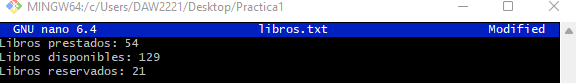 MINGW64:/c/Users/DAW2221/Desktop/Practica1
GNU nano 6.4 libros.txt Modified
Libros prestados: 54
Libros disponibles: 129
Libros reservados: 21